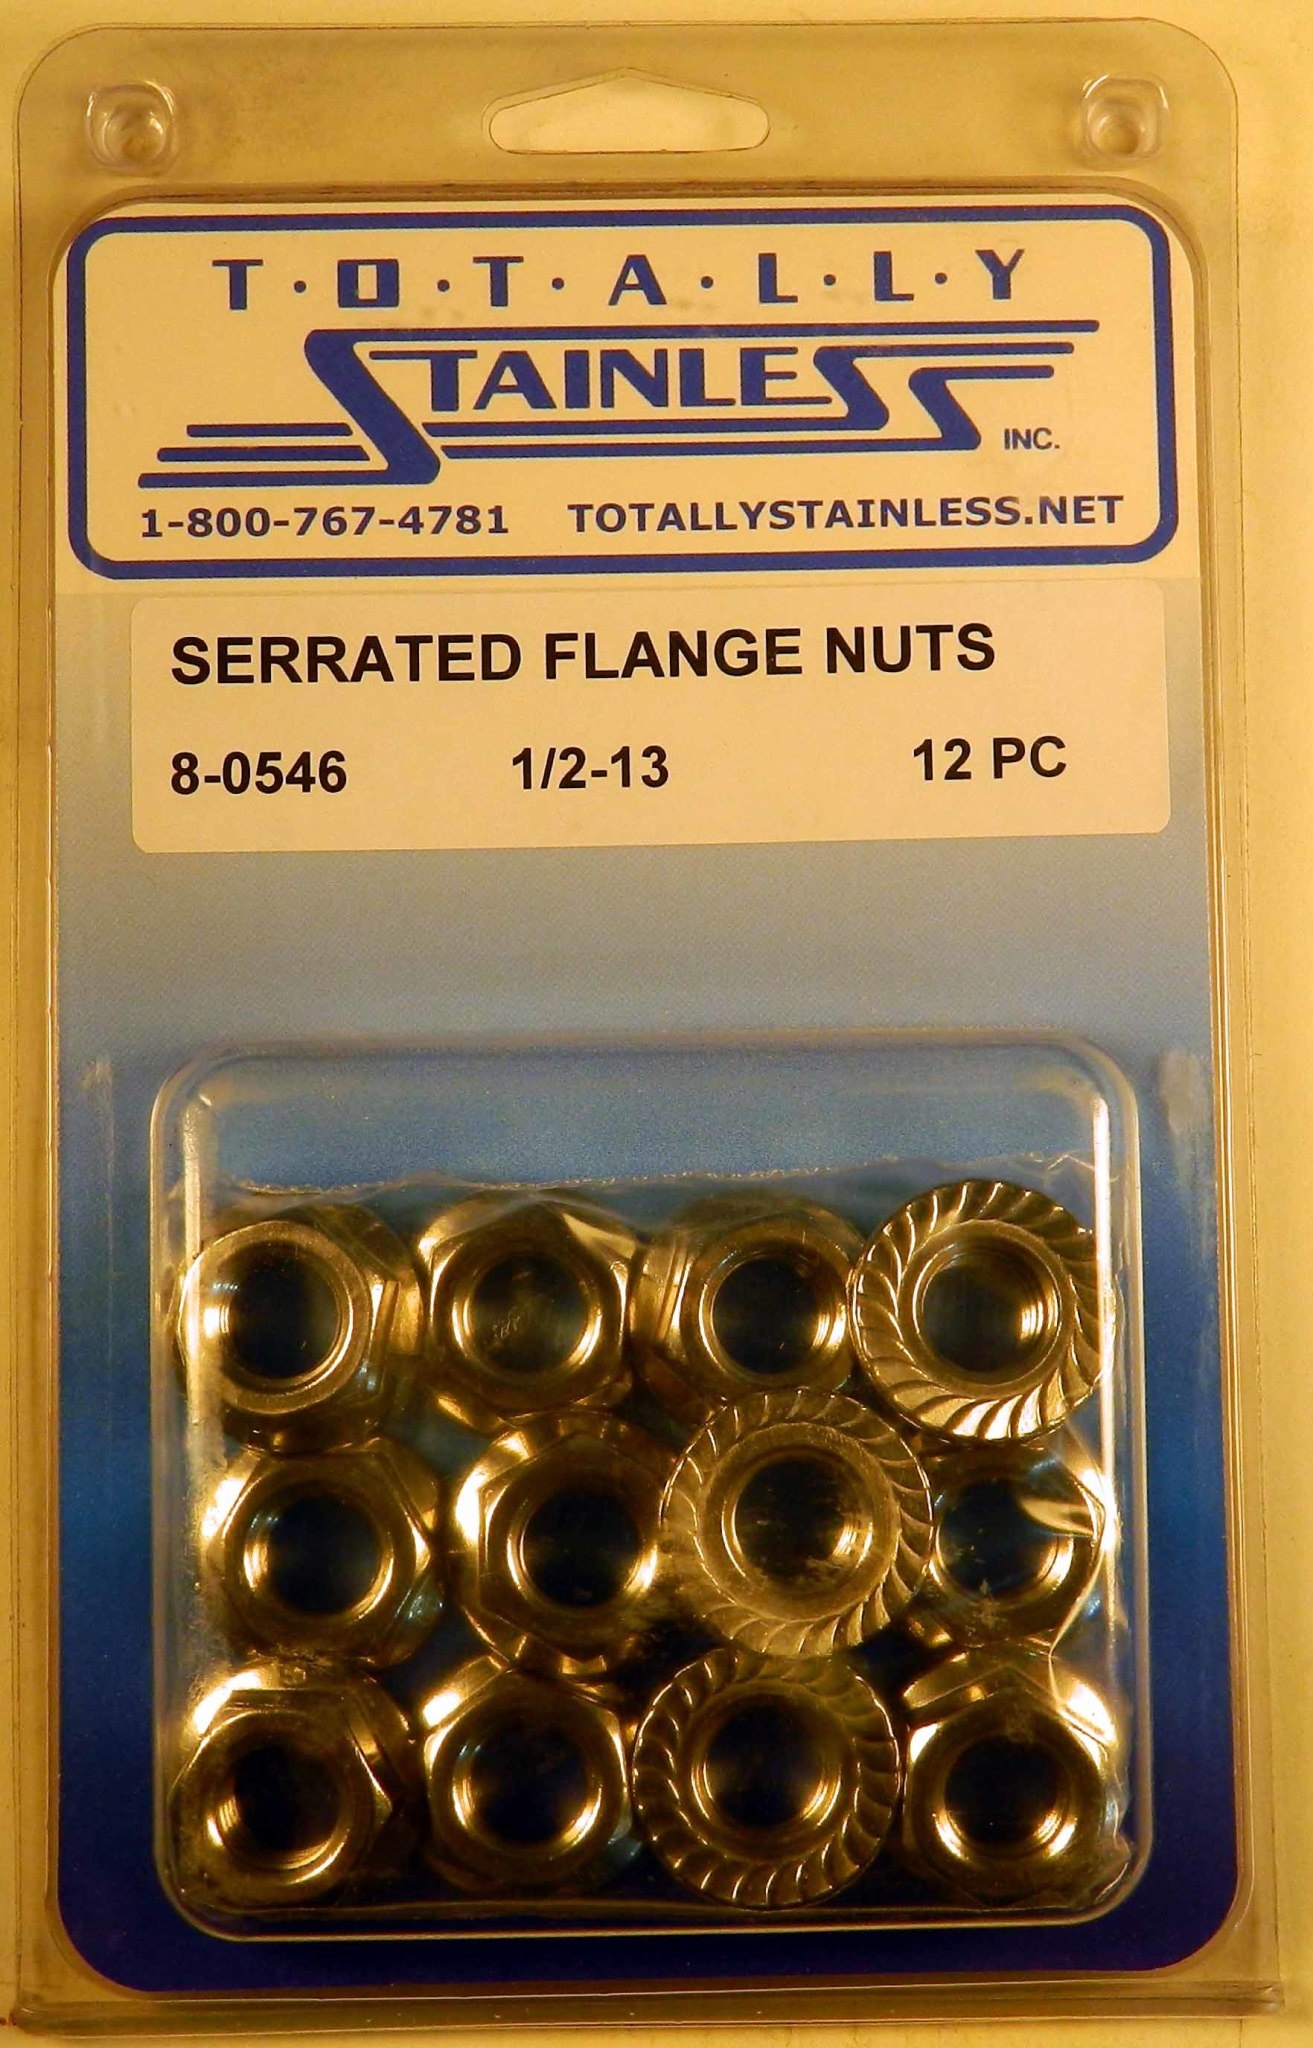 T·O·T·A·L·L·Y
STAINLESS
INC.
1-800-767-4781 TOTALLYSTAINLESS.NET
SERRATED FLANGE NUTS
8-0546 1/2-13 12 PC